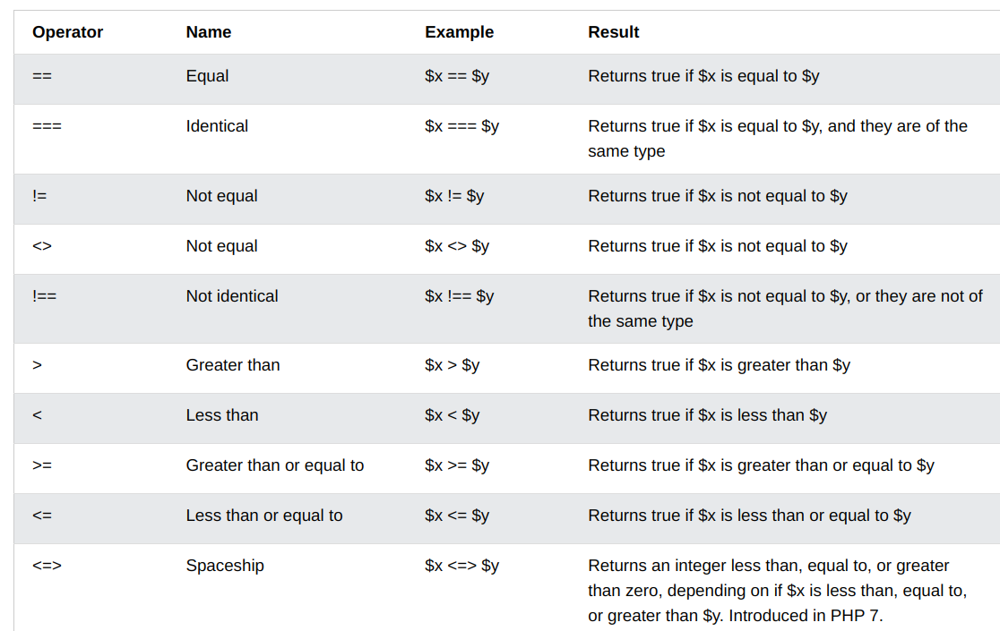 Operator Name Example Result
== Equal $x == $y Returns true if $x is equal to $y
=== Identical $x === $y Returns true if $x is equal to $y, and they are of the
same type
!= Not equal $x != $y Returns true if $x is not equal to $y
<> Not equal $x <> $y Returns true if $x is not equal to $y
!== Not identical $x !== $y Returns true if $x is not equal to $y, or they are not of
the same type
> Greater than $x > $y Returns true if $x is greater than $y
< Less than $x < $y Returns true if $x is less than $y
>= Greater than or equal to $x >= $y Returns true if $x is greater than or equal to $y
<= Less than or equal to $x <= $y Returns true if $x is less than or equal to $y
<=> Spaceship $x <=> $y Returns an integer less than, equal to, or greater
than zero, depending on if $x is less than, equal to,
or greater than $y. Introduced in PHP 7.